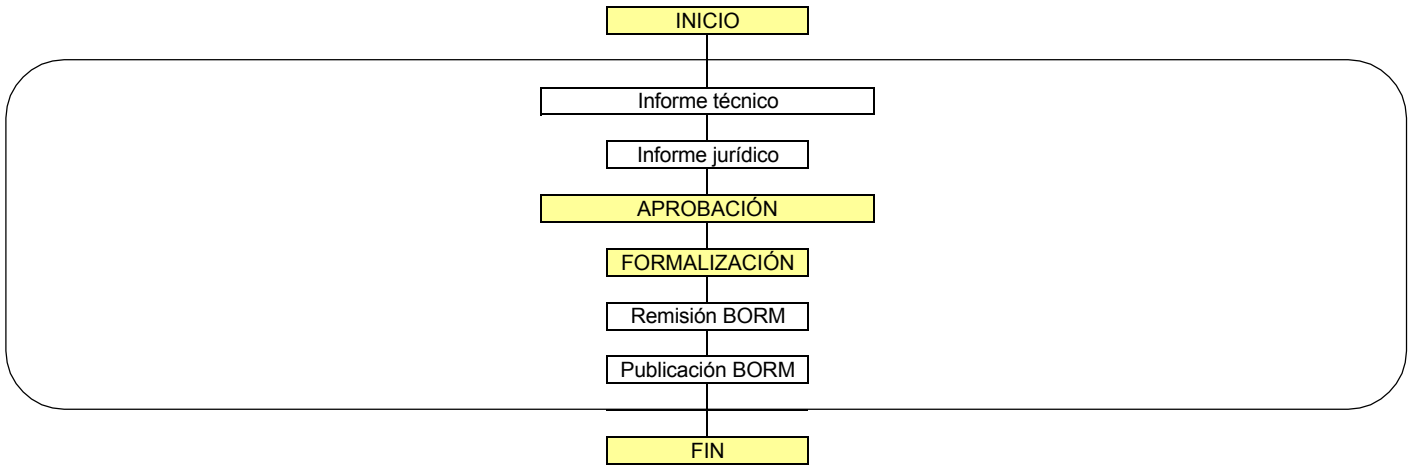 INICIO
Informe técnico
Informe jurídico
APROBACIÓN
FORMALIZACIÓN
Remisión BORM
Publicación BORM
FIN